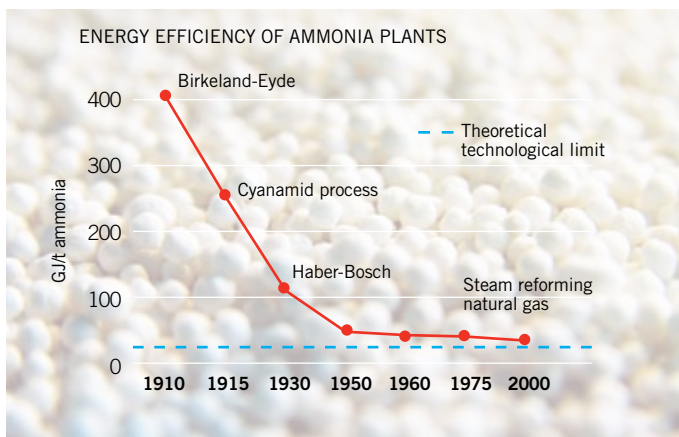 ENERGY EFFICIENCY OF AMMONIA PLANTS
Birkeland-Eyde
400
Theoretical
technological limit
300
Cyanamid process
200
GJ/t ammonia
Haber-Bosch
Steam reforming
natural gas
100
0
1910 1915 1930 1950 1960 1975 2000